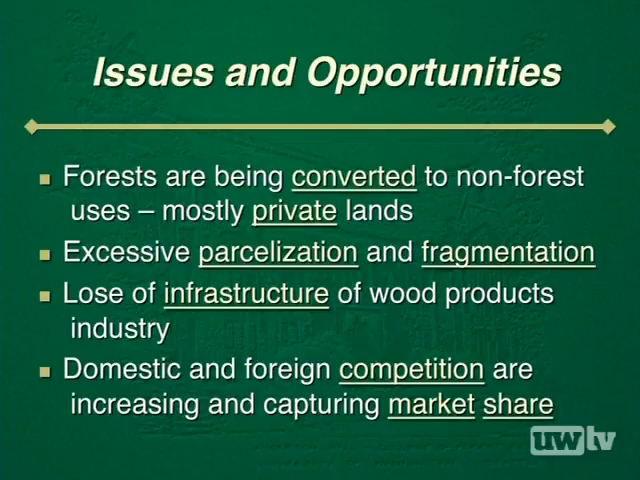 Issues and Opportunities
Forests are being converted to non-forest
uses – mostly private lands
Excessive parcelization and fragmentation
Lose of infrastructure of wood products
industry
Domestic and foreign competition are
increasing and capturing market share
uwtv